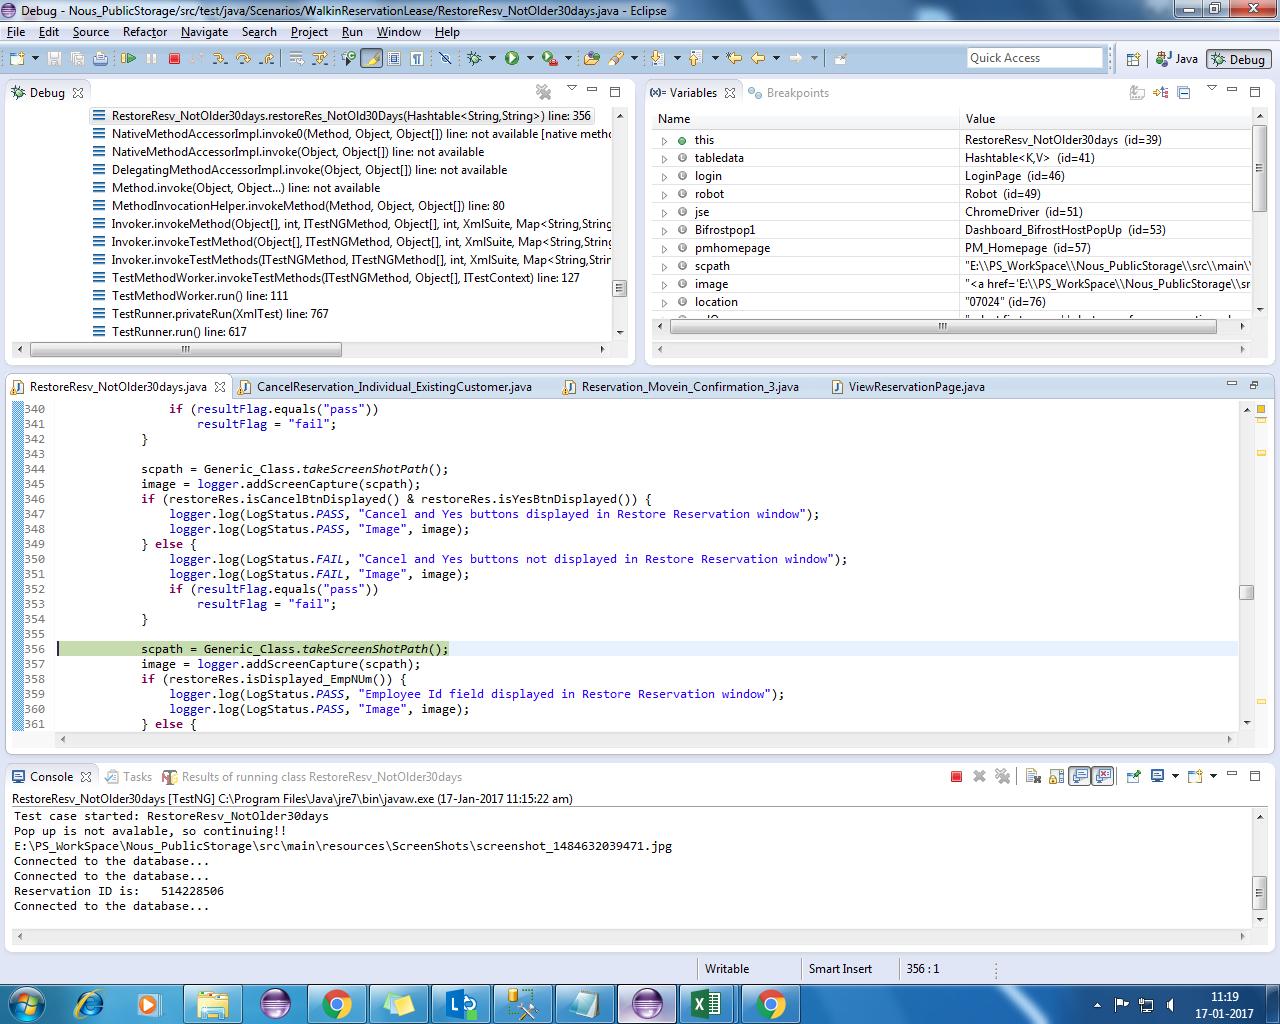 Debug - Nous_PublicStorage/src/test/java/Scenarios/WalkinReservationLease/RestoreResv_NotOlder30days.java - Eclipse
File Edit Source Refactor Navigate Search Project Run Window Help
Quick Access
Java
Debug
Debug
RestoreResv_NotOlder30days.restoreRes_NotOld30Days(Hashtable<String,String>) line: 356
NativeMethodAccessorImpl.invoke0(Method, Object, Object[]) line: not available [native metho
NativeMethodAccessorImpl.invoke(Object, Object[]) line: not available
DelegatingMethodAccessorImpl.invoke(Object, Object[]) line: not available
Method.invoke(Object, Object...) line: not available
MethodInvocationHelper.invokeMethod(Method, Object, Object[]) line: 80
Invoker.invokeMethod(Object[], int, ITestNGMethod, Object[], int, XmlSuite, Map<String,String
Invoker.invokeTestMethod(Object[], int, ITestNGMethod, Object[], int, XmlSuite, Map<String,String
Invoker.invokeTestMethods(ITestNGMethod, ITestNGMethod[], int, XmlSuite, Map<String,Strin
TestMethodWorker.invokeTestMethods(ITestNGMethod, Object[], ITestContext) line: 127
TestMethodWorker.run() line: 111
TestRunner.privateRun(XmlTest) line: 767
TestRunner.run() line: 617
(x)= Variables
Breakpoints
Name Value
this RestoreResv_NotOlder30days (id=39)
tabledata Hashtable<K,V> (id=41)
login LoginPage (id=46)
robot Robot (id=49)
jse ChromeDriver (id=51)
Bifrostpop1 Dashboard_BifrostHostPopUp (id=53)
pmhomepage PM_Homepage (id=57)
scpath "E:\\PS_WorkSpace\\Nous_PublicStorage\\src\\main\\
image "<a href='E:\\PS_WorkSpace\\Nous_PublicStorage\\sr
location "07024" (id=76)
RestoreResv_NotOlder30days.java
CancelReservation_Individual_ExistingCustomer.java
Reservation_Movein_Confirmation_3.java
ViewReservationPage.java
340 if (resultFlag.equals("pass"))
341 resultFlag = "fail";
342 }
343
344 scpath = Generic_Class.takeScreenShotPath();
345 image = logger.addScreenCapture(scpath);
346 if (restoreRes.isCancelBtnDisplayed() & restoreRes.isYesBtnDisplayed()) {
347 logger.log(LogStatus.PASS, "Cancel and Yes buttons displayed in Restore Reservation window");
348 logger.log(LogStatus.PASS, "Image", image);
349 } else {
350 logger.log(LogStatus.FAIL, "Cancel and Yes buttons not displayed in Restore Reservation window");
351 logger.log(LogStatus.FAIL, "Image", image);
352 if (resultFlag.equals("pass"))
353 resultFlag = "fail";
354 }
355
356 scpath = Generic_Class.takeScreenShotPath();
357 image = logger.addScreenCapture(scpath);
358 if (restoreRes.isDisplayed_EmpNUm()) {
359 logger.log(LogStatus.PASS, "Employee Id field displayed in Restore Reservation window");
360 logger.log(LogStatus.PASS, "Image", image);
361 } else {
Console
Tasks
Results of running class RestoreResv_NotOlder30days
RestoreResv_NotOlder30days [TestNG] C:\Program Files\Java\jre7\bin\javaw.exe (17-Jan-2017 11:15:22 am)
Test case started: RestoreResv_NotOlder30days
Pop up is not avalable, so continuing!!
E:\PS_WorkSpace\Nous_PublicStorage\src\main\resources\ScreenShots\screenshot_1484632039471.jpg
Connected to the database...
Connected to the database...
Reservation ID is: 514228506
Connected to the database...
Writable
Smart Insert
356 : 1
11:19
17-01-2017